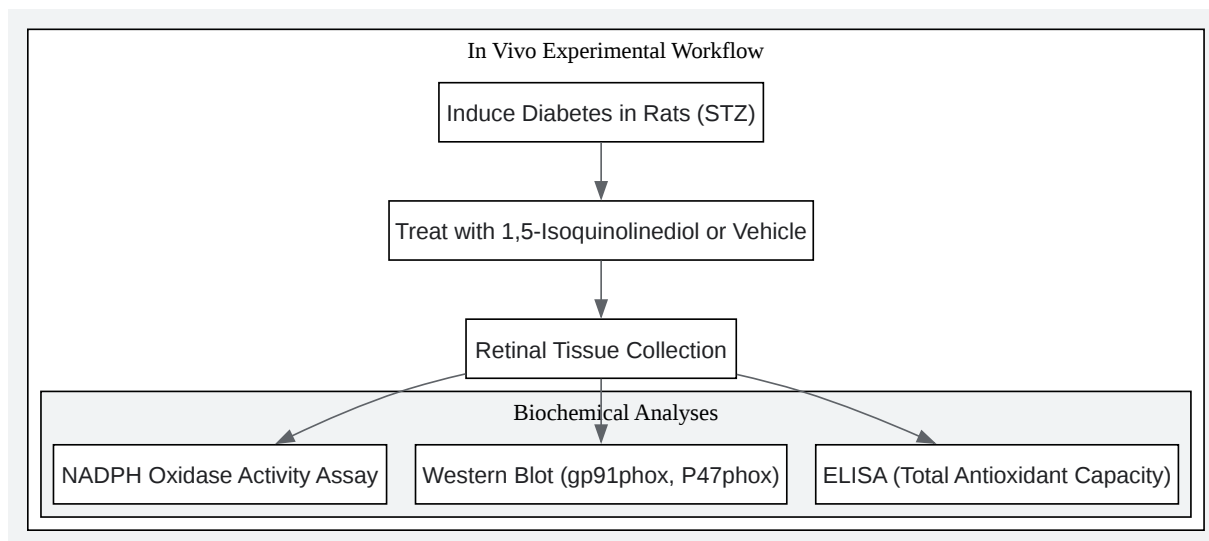 In Vivo Experimental Workflow
Induce Diabetes in Rats (STZ)
Treat with 1,5-Isoquinolinediol or Vehicle
Retinal Tissue Collection
Biochemical Analyses
NADPH Oxidase Activity Assay
Western Blot (gp91phox, P47phox)
ELISA (Total Antioxidant Capacity)